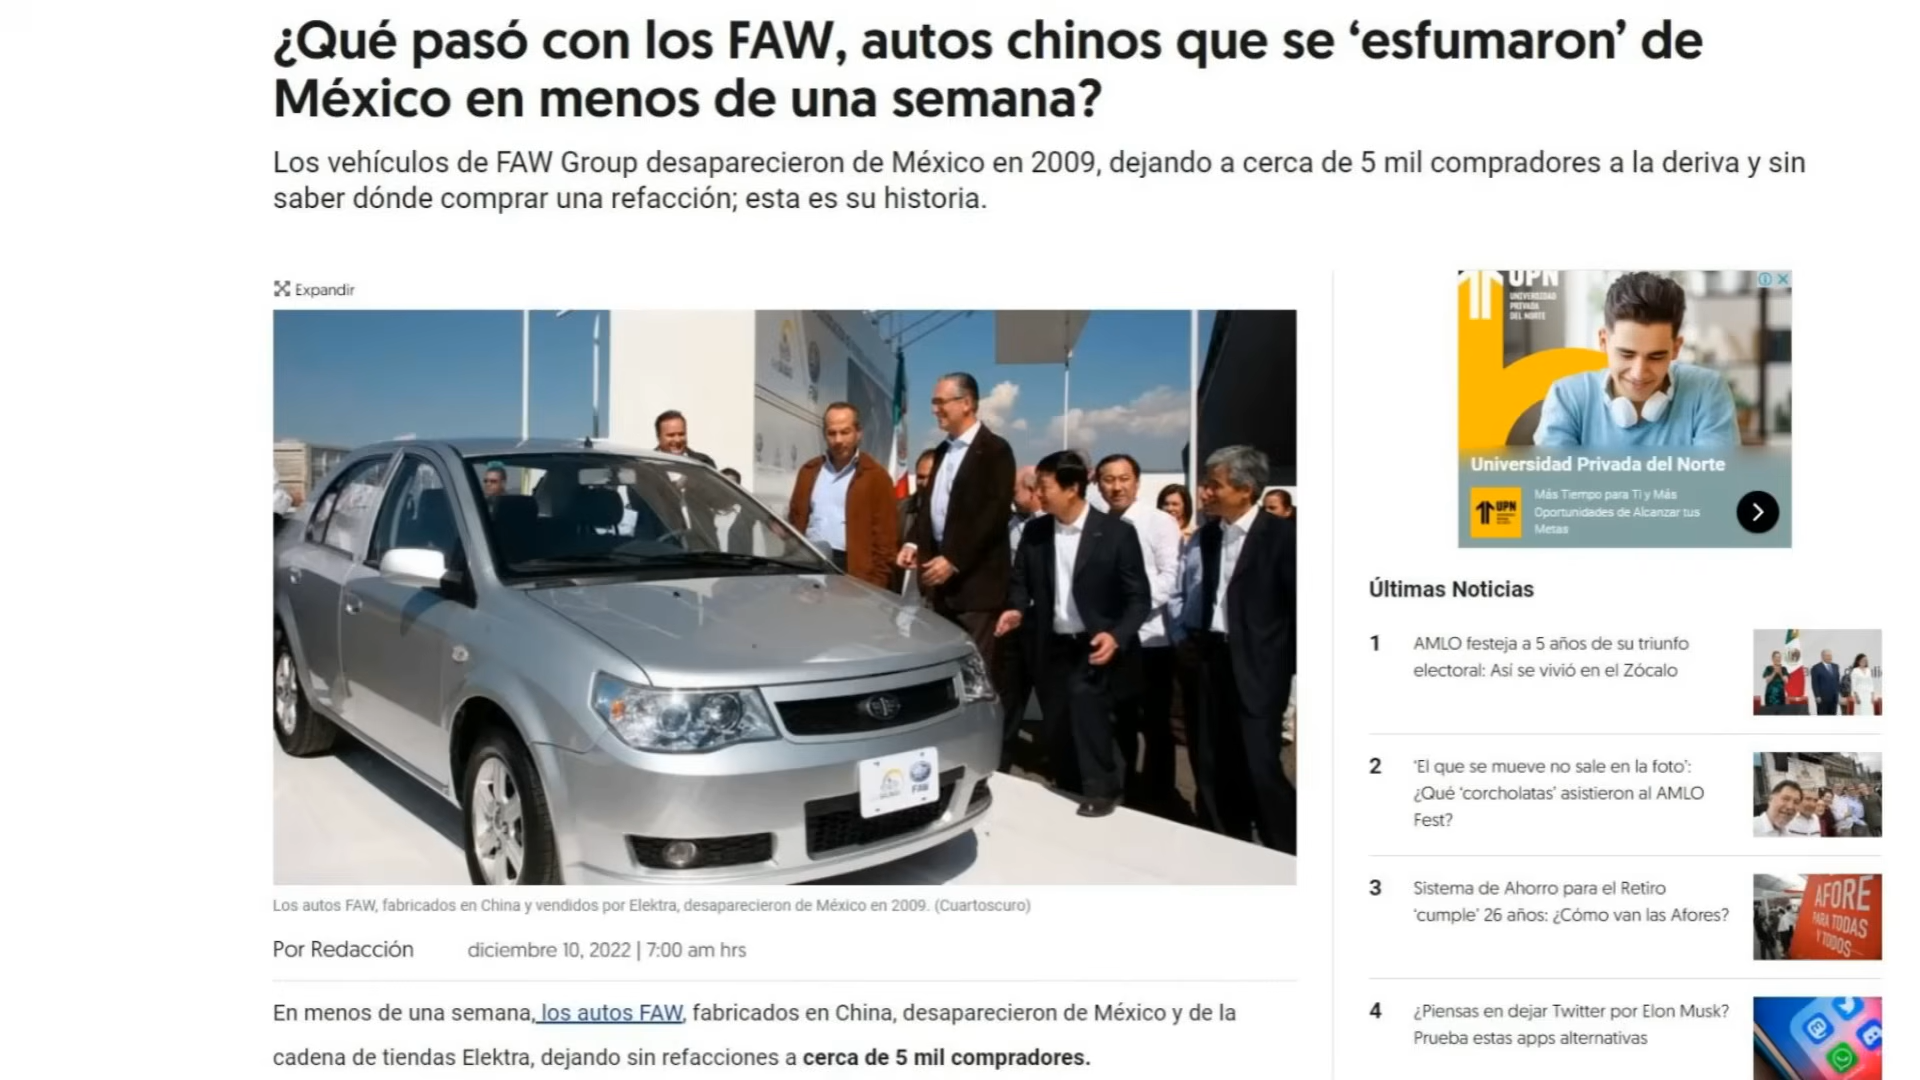 ¿Qué pasó con los FAW, autos chinos que se ‘esfumaron’ de
México en menos de una semana?
Los vehículos de FAW Group desaparecieron de México en 2009, dejando a cerca de 5 mil compradores a la deriva y sin
saber dónde comprar una refacción; esta es su historia.
Expandir
FAW
Los autos FAW, fabricados en China y vendidos por Elektra, desaparecieron de México en 2009. (Cuartoscuro)
Por Redacción
diciembre 10, 2022 | 7:00 am hrs
En menos de una semana, los autos FAW, fabricados en China, desaparecieron de México y de la
cadena de tiendas Elektra, dejando sin refacciones a cerca de 5 mil compradores.
UPN
UNIVERSIDAD
PRIVADA
DEL NORTE
Universidad Privada del Norte
UPN
Más Tiempo para Ti y Más
Oportunidades de Alcanzar tus
Metas
Últimas Noticias
1
AMLO festeja a 5 años de su triunfo
electoral: Así se vivió en el Zócalo
2
‘El que se mueve no sale en la foto’:
¿Qué ‘corcholatas’ asistieron al AMLO
Fest?
3
Sistema de Ahorro para el Retiro
‘cumple’ 26 años: ¿Cómo van las Afores?
AFORE
PARA TODAS
Y TODOS
4
¿Piensas en dejar Twitter por Elon Musk?
Prueba estas apps alternativas